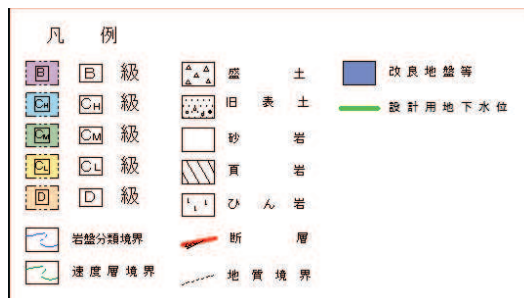 凡例
B B 級
CH CH 級
CM CM 級
CL CL 級
D D 級
岩盤分類境界
速度層境界
盛土
旧表土
砂岩
頁岩
ひん岩
断層
地質境界
改良地盤等
設計用地下水位